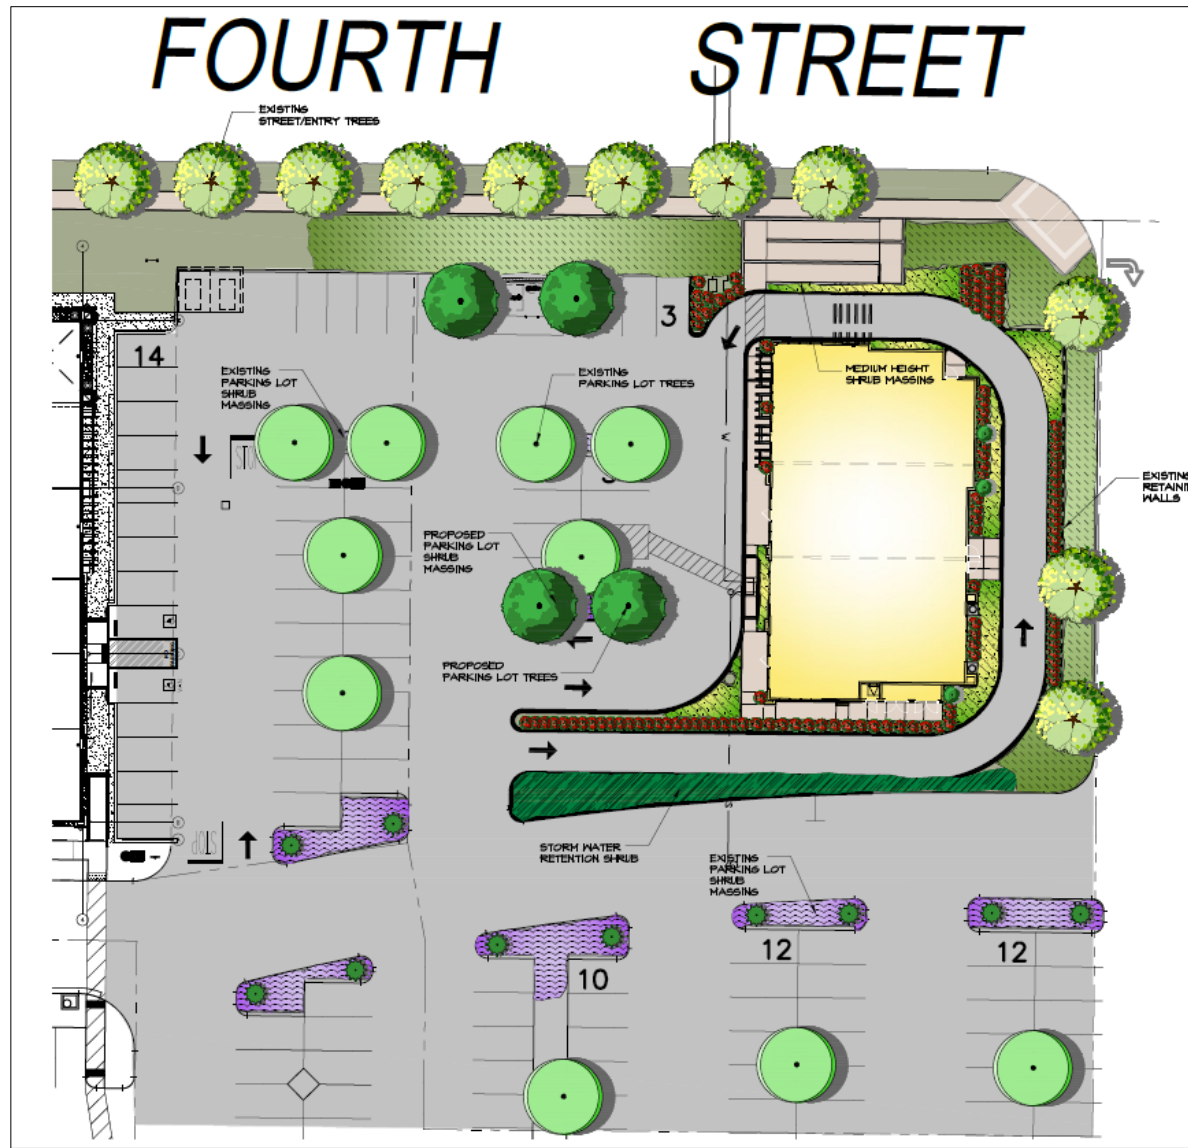 FOURTH STREET
EXISTING
STREET/ENTRY TREES
3
14
EXISTING
PARKING LOT
SHRUB
MASSING
EXISTING
PARKING LOT TREES
MEDIUM HEIGHT
SHRUB MASSING
W
EXISTING
RETAINI
WALLS
PROPOSED
PARKING LOT
SHRUB
MASSING
PROPOSED
PARKING LOT TREES
STOP
S
STORM WATER
RETENTION SHRUB
EXISTING
PARKING LOT
SHRUB
MASSING
12
12
10